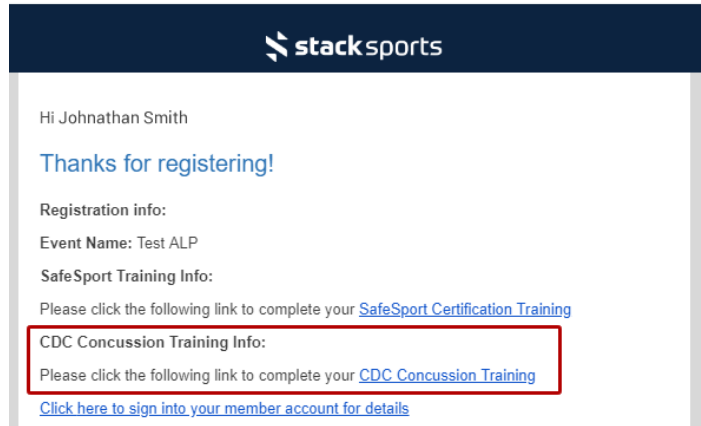 stacksports
Hi Johnathan Smith
Thanks for registering!
Registration info:
Event Name: Test ALP
SafeSport Training Info:
Please click the following link to complete your SafeSport Certification Training
CDC Concussion Training Info:
Please click the following link to complete your CDC Concussion Training
Click here to sign into your member account for details